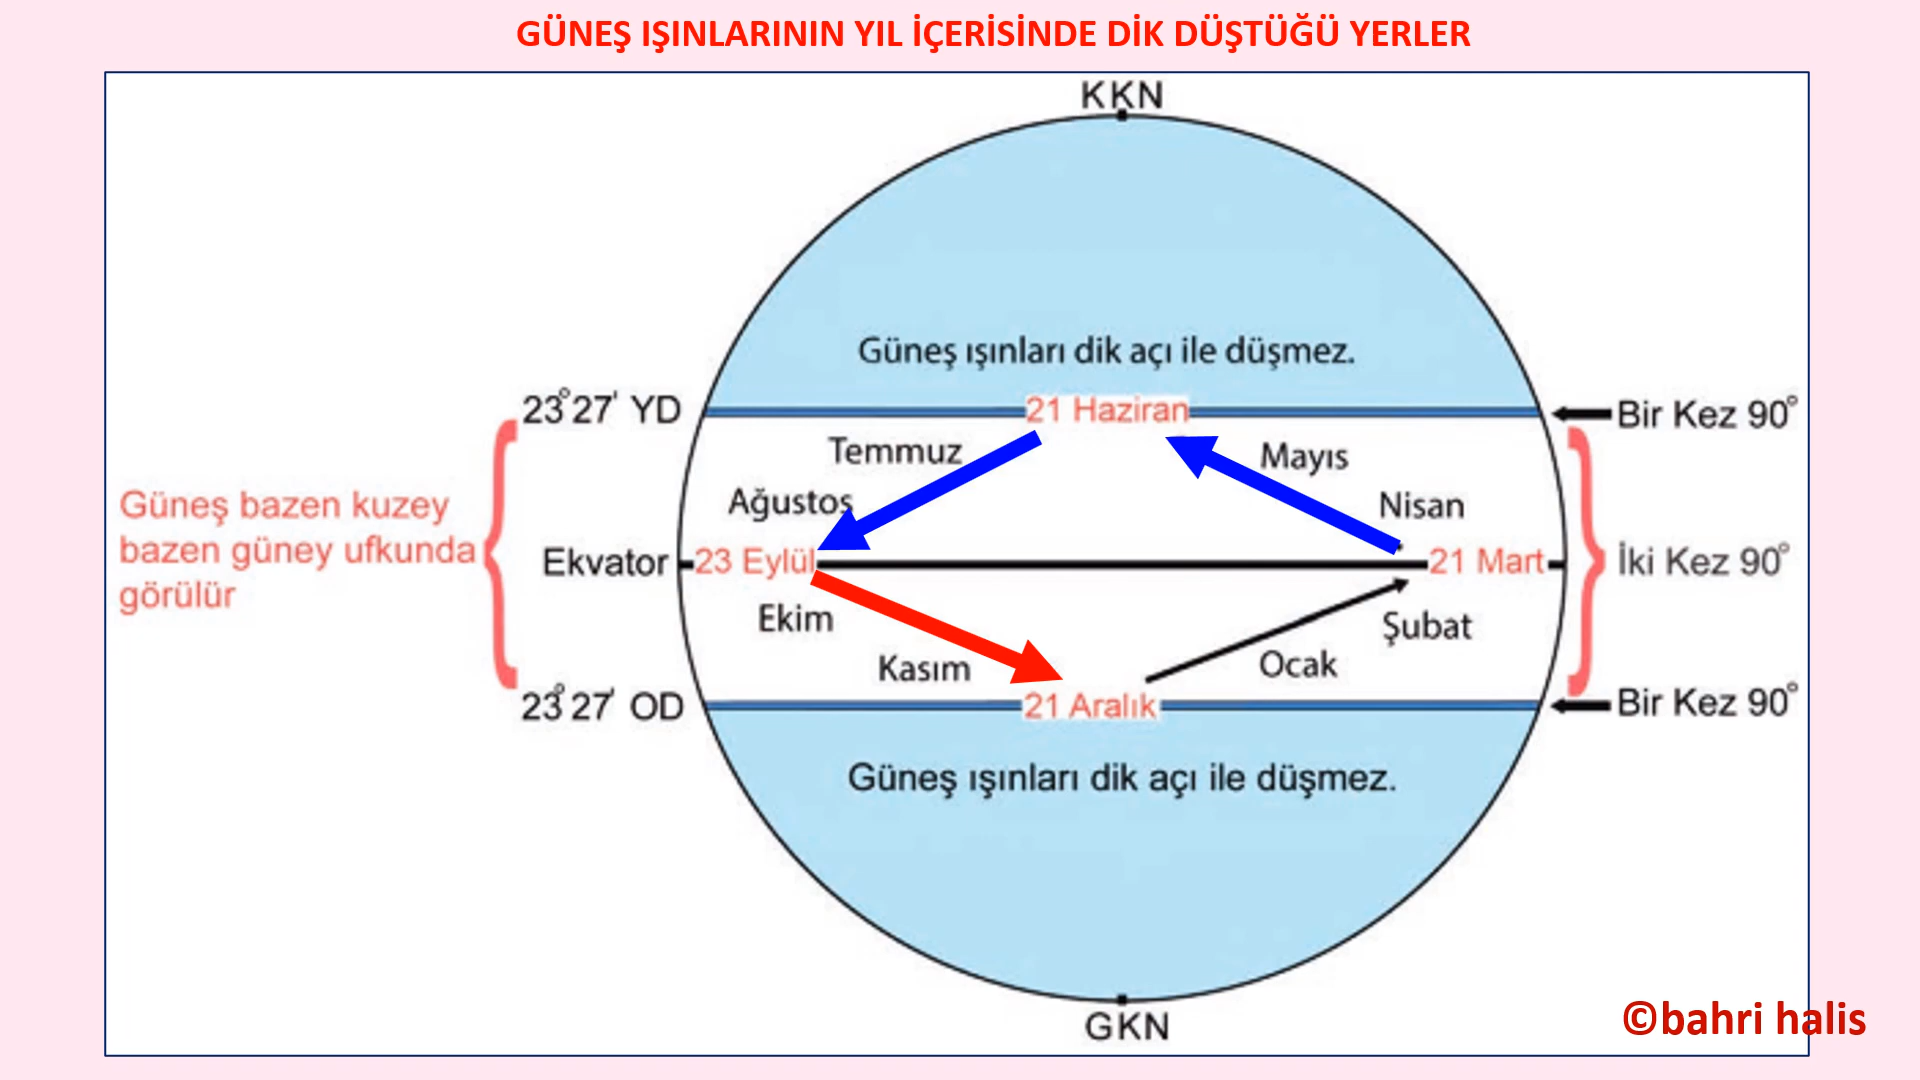 GÜNEŞ IŞINLARININ YIL İÇERİSİNDE DİK DÜŞTÜĞÜ YERLER
KKN
Güneş ışınları dik açı ile düşmez.
23°27' YD
21 Haziran
Bir Kez 90°
Temmuz
Mayıs
Ağustos
Nisan
Güneş bazen kuzey
bazen güney ufkunda
görülür
Ekvator
23 Eylül
21 Mart
İki Kez 90°
Ekim
Şubat
Kasım
Ocak
23°27' OD
21 Aralık
Bir Kez 90°
Güneş ışınları dik açı ile düşmez.
GKN
©bahri halis